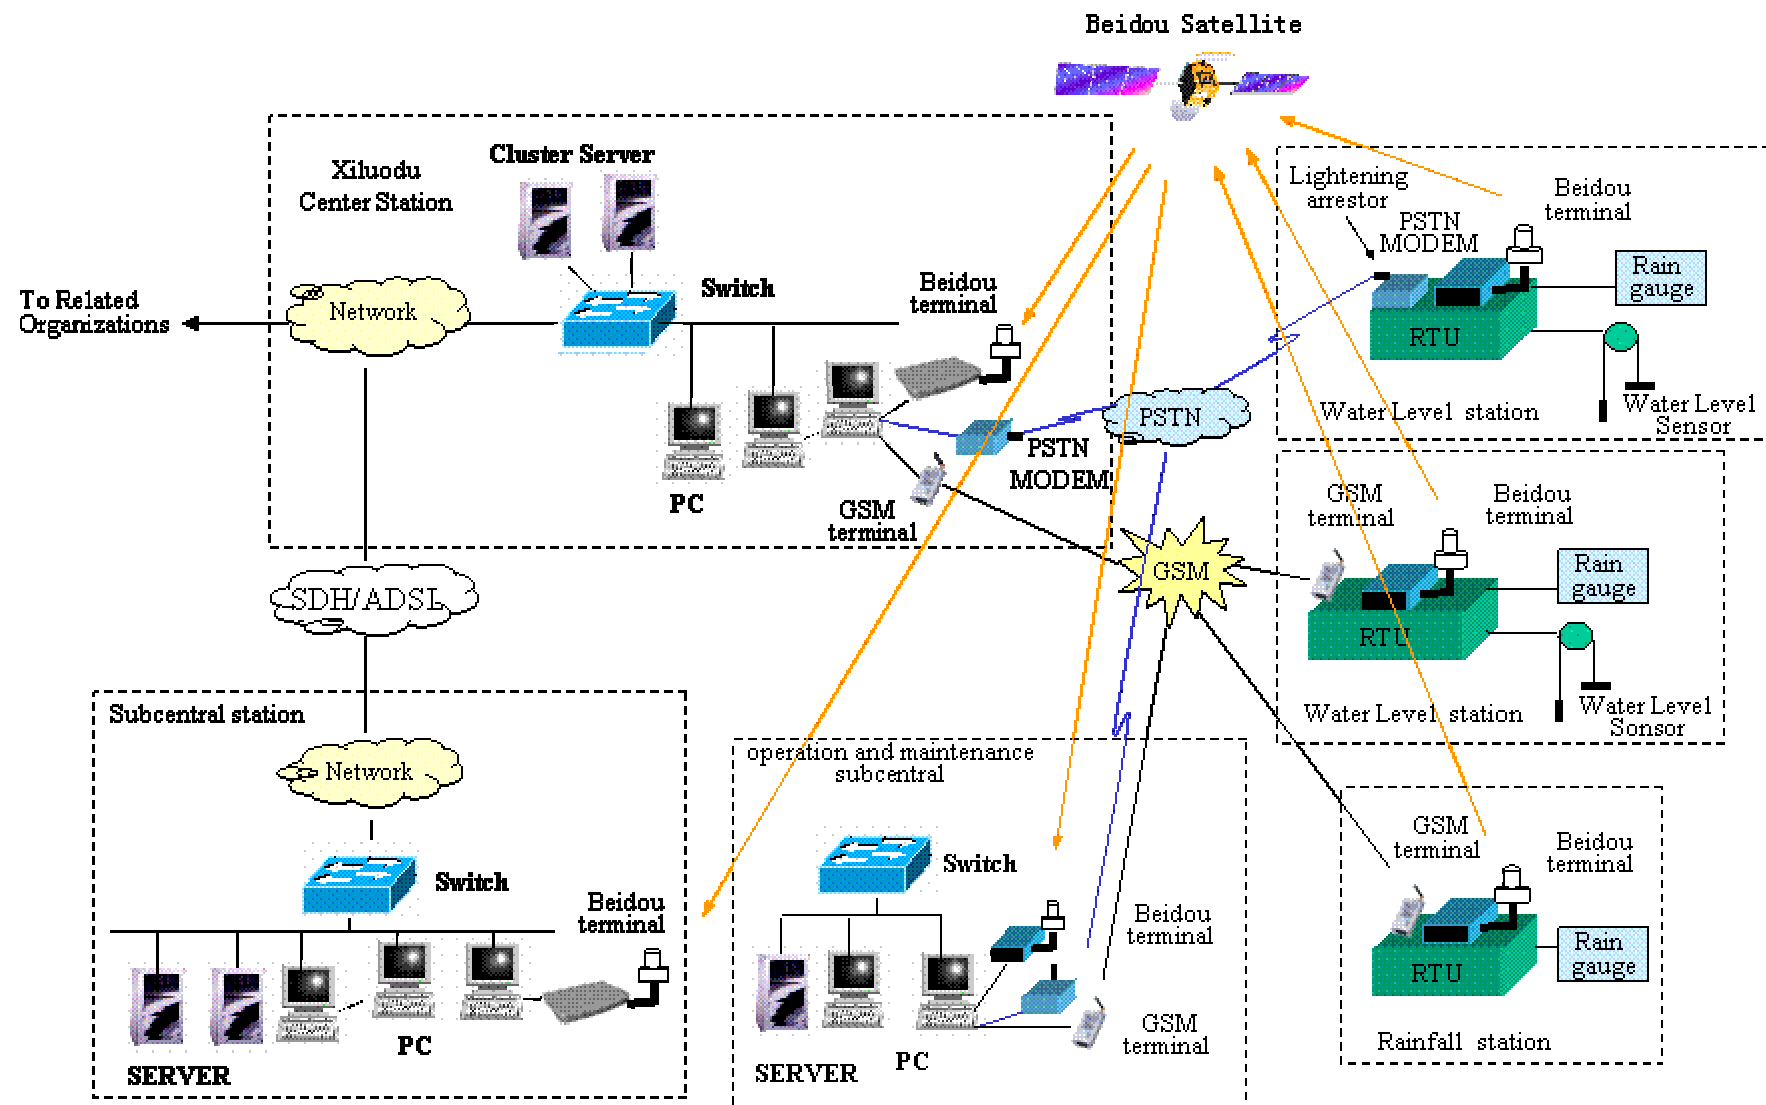 Beidou Satellite
Xiluodu
Center Station
Cluster Server
Switch
Beidou
terminal
Network
To Related
Organizations
PC
PSTN
MODEM
GSM
terminal
PSTN
GSM
SDH/ADSL
Lightening
arrestor
PSTN
MODEM
Beidou
terminal
Rain
gauge
RTU
Water Level station
Water Level
Sensor
GSM
terminal
Beidou
terminal
Rain
gauge
RTU
Water Level station
Water Level
Sonsor
Subcentral station
Network
Switch
Beidou
terminal
PC
SERVER
operation and maintenance
subcentral
Switch
Beidou
terminal
GSM
terminal
PC
SERVER
GSM
terminal
Beidou
terminal
Rain
gauge
RTU
Rainfall station